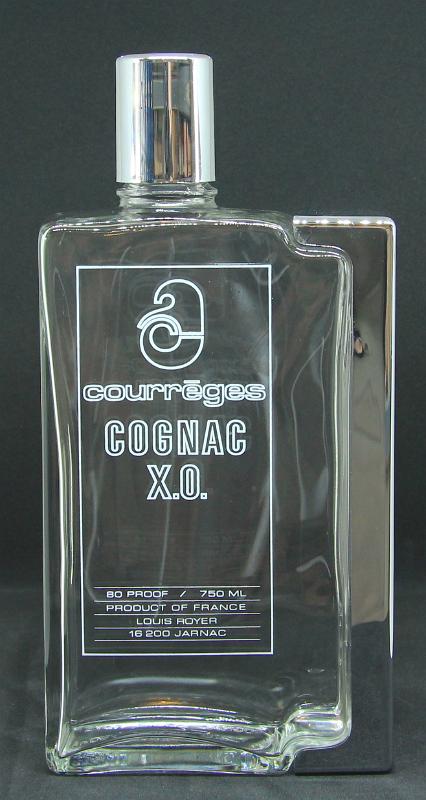 courrēges
COGNAC
X.O.
80 PROOF / 750 ML
PRODUCT OF FRANCE
LOUIS ROYER
16 200 JARNAC